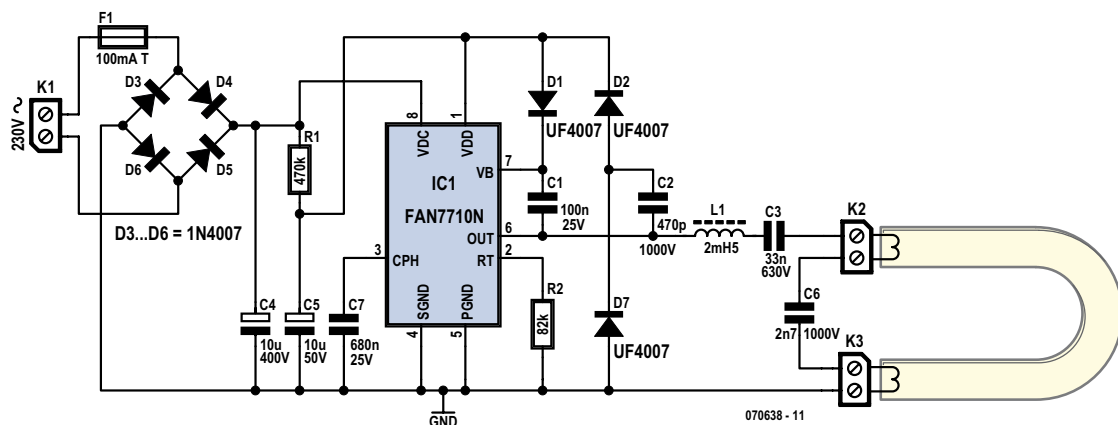 F1
100mA T
K1
230V ~
D3
D4
D6
D5
D3...D6 = 1N4007
R1
470k
C4
10u
400V
C5
10u
50V
C7
680n
25V
8
1
VDC
VDD
IC1
FAN7710N
VB
7
OUT
6
RT
2
3
CPH
SGND
PGND
4
5
GND
D1
UF4007
D2
UF4007
C1
100n
25V
C2
470p
1000V
R2
82k
D7
UF4007
L1
2mH5
C3
33n
630V
K2
C6
2n7
1000V
K3
070638 - 11